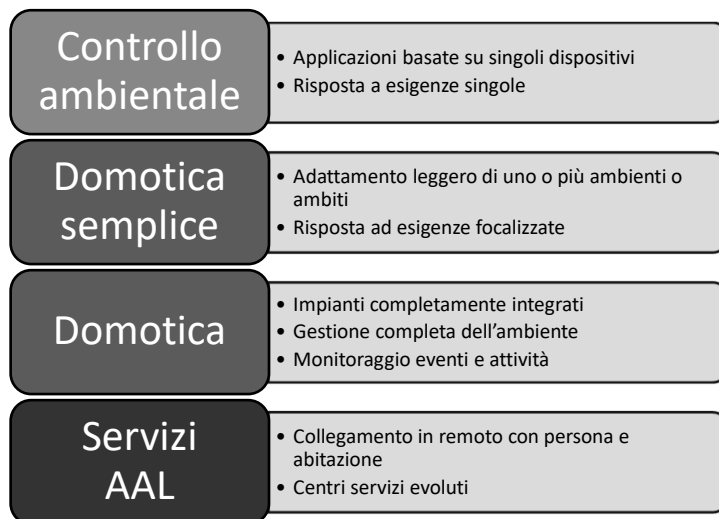 Controllo
ambientale
• Applicazioni basate su singoli dispositivi
• Risposta a esigenze singole
Domotica
semplice
• Adattamento leggero di uno o più ambienti o
ambiti
• Risposta ad esigenze focalizzate
Domotica
• Impianti completamente integrati
• Gestione completa dell’ambiente
• Monitoraggio eventi e attività
Servizi
AAL
• Collegamento in remoto con persona e
abitazione
• Centri servizi evoluti